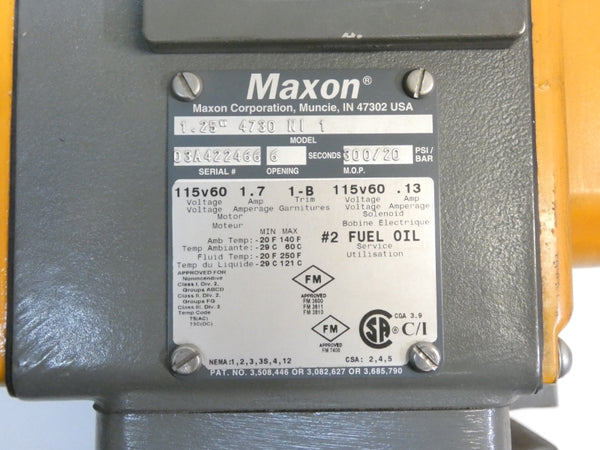 Maxon®
Maxon Corporation, Muncie, IN 47302 USA
1.25" 4730 NI 1
MODEL
03A422466 6 SECONDS 300/20 PSI/BAR
SERIAL # OPENING M.O.P.
115v60 1.7 1-B 115v60 .13
Voltage Amp Trim Voltage Amp
Voltage Amperage Garnitures Voltage Amperage
Motor Solenoid
Moteur Bobine Électrique
MIN MAX
Amb Temp: -20 F 140 F
Temp Ambiante: -29 C 60 C
Fluid Temp: -20 F 250 F
Temp du Liquide: -29 C 121 C
#2 FUEL OIL
Service
Utilisation
APPROVED FOR
Nonincendive
Class I, Div. 2,
Groups ABCD
Class II, Div. 2,
Groups FG
Class III, Div. 2
Temp Code
T5(AC)
T3C(DC)
FM
APPROVED
FM 3600
FM 3611
FM 3810
FM
APPROVED
FM 7400
SA ® CGA 3.9
C/I
NEMA:1,2,3,3S,4,12 CSA: 2,4,5
PAT. NO. 3,508,446 OR 3,082,627 OR 3,685,790